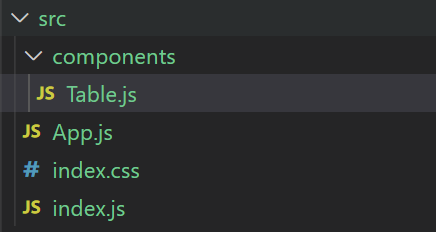 src
components
JS Table.js
JS App.js
# index.css
JS index.js